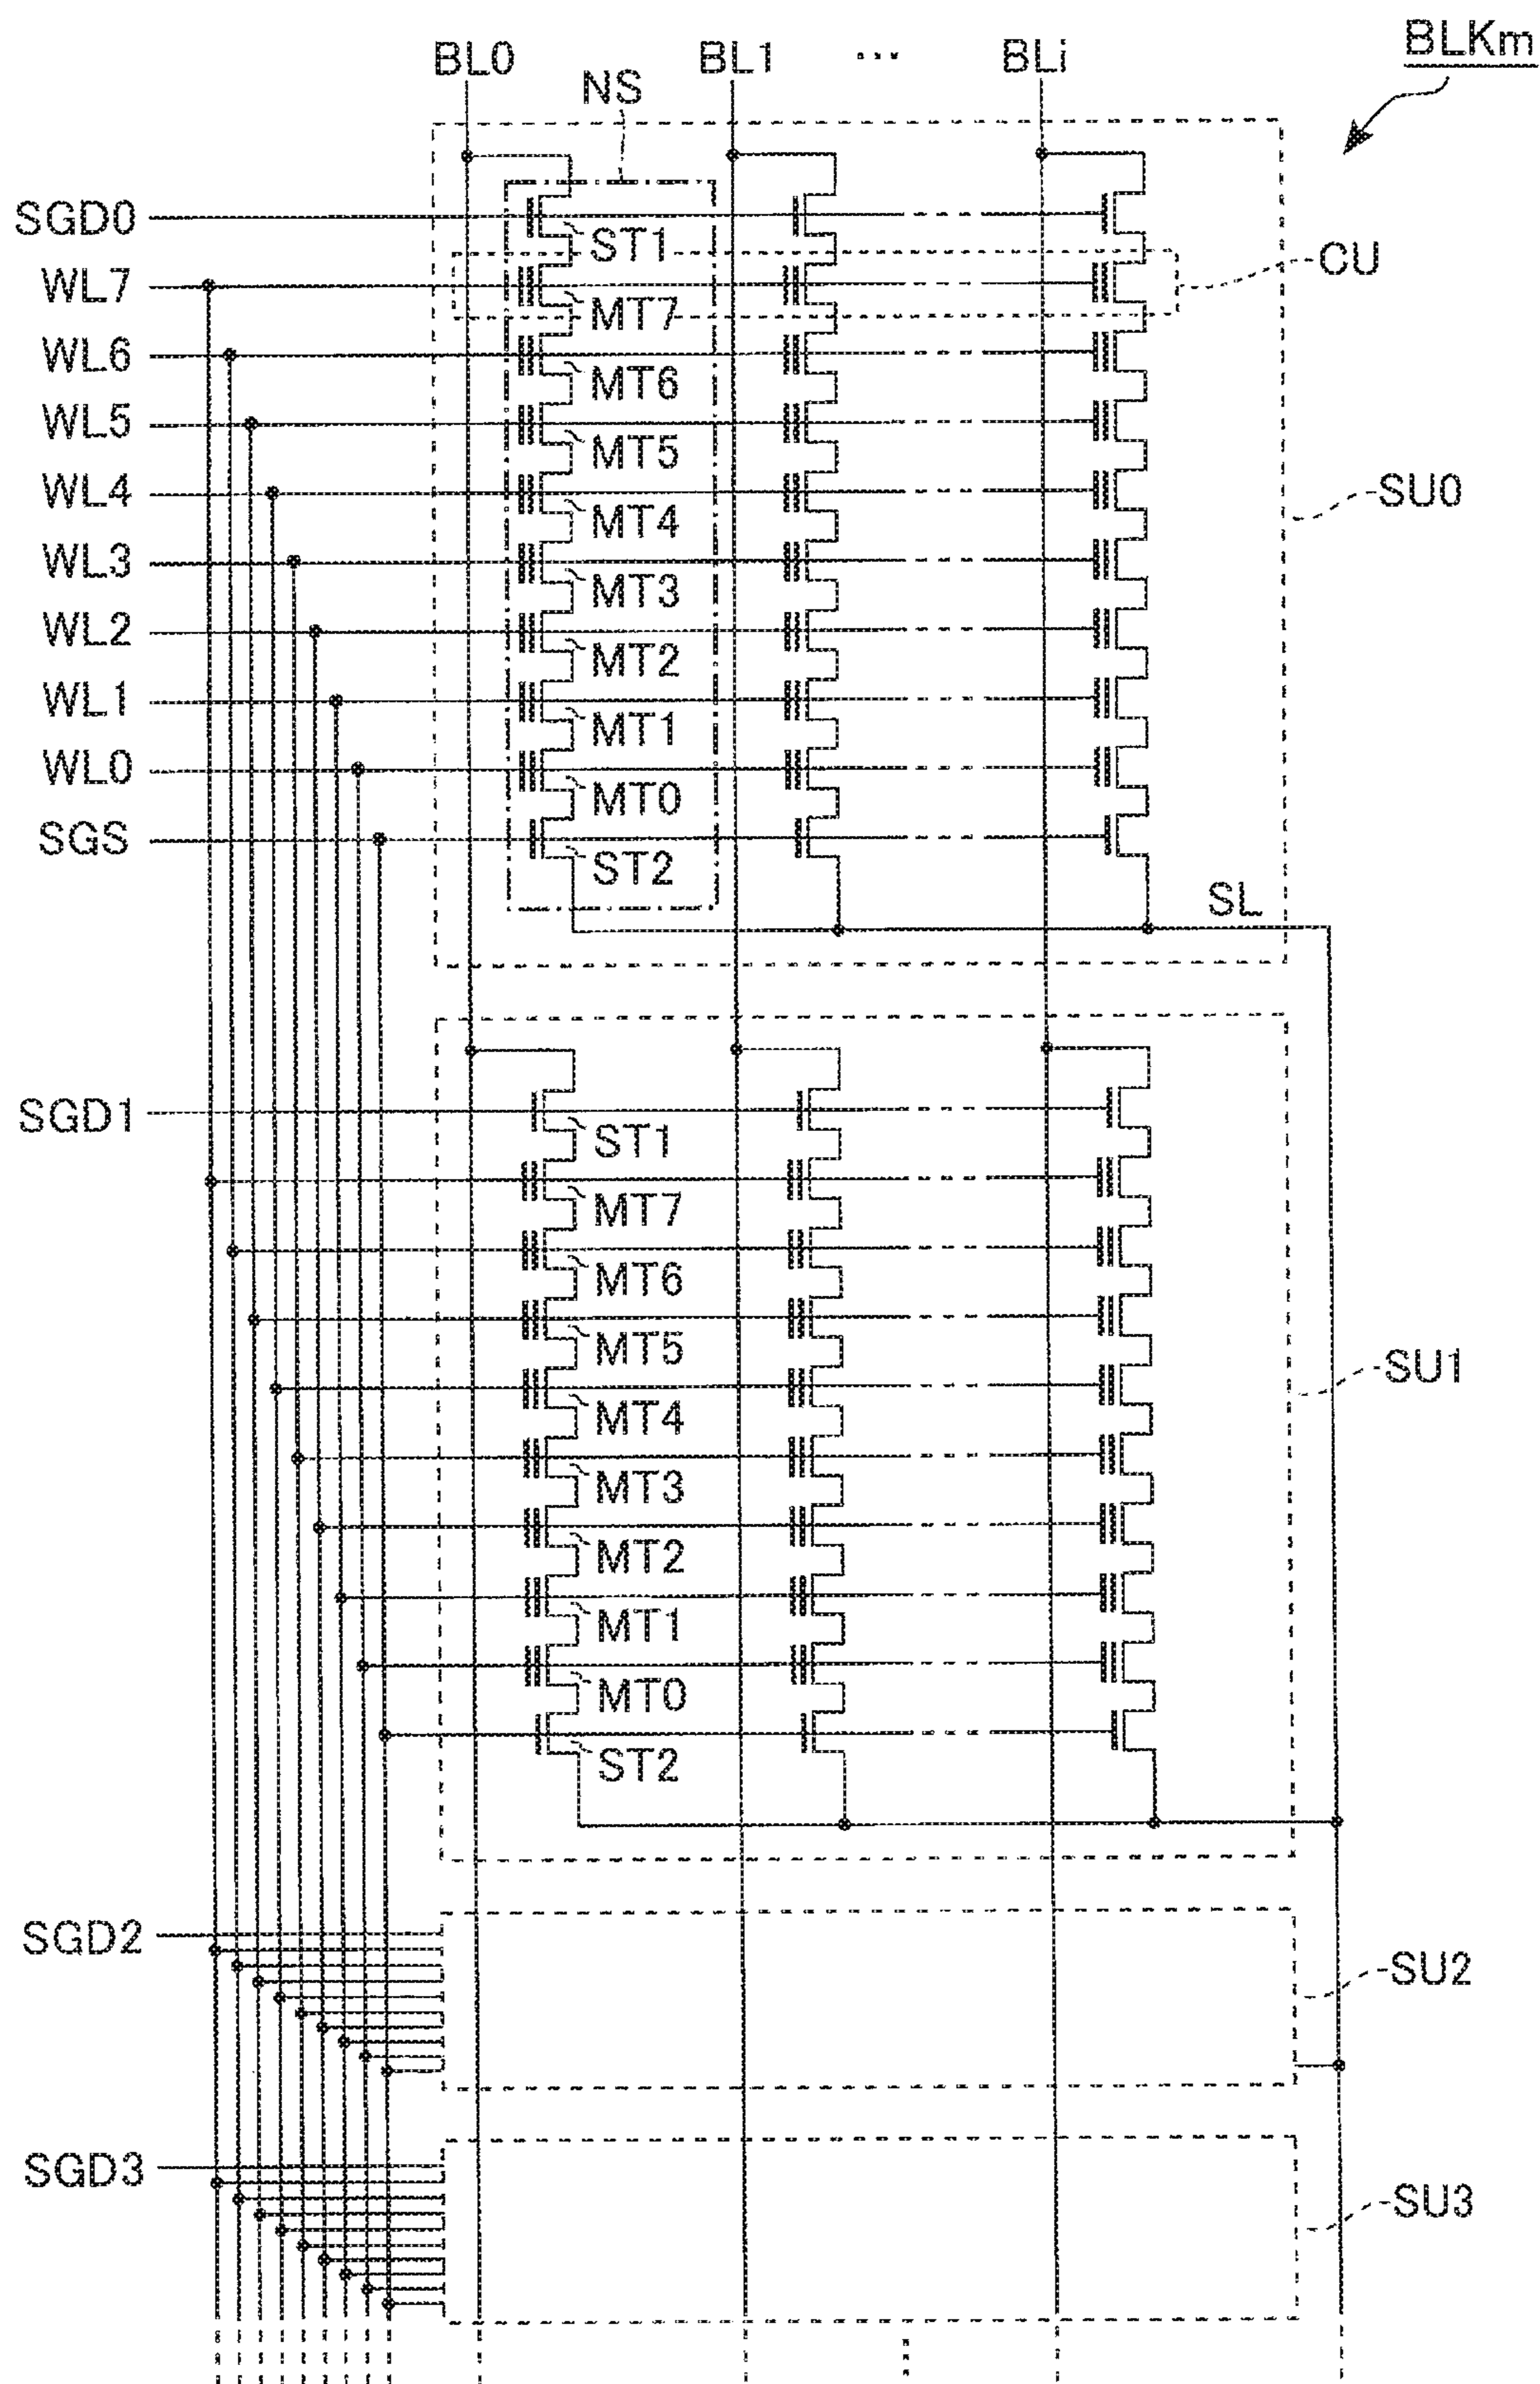 BLKm
BL0 BL1 ... BLi
NS
SGD0
ST1
CU
WL7
MT7
WL6
MT6
WL5
MT5
SU0
WL4
MT4
WL3
MT3
WL2
MT2
WL1
MT1
WL0
MT0
SGS
ST2
SL
SGD1
ST1
MT7
MT6
MT5
SU1
MT4
MT3
MT2
MT1
MT0
ST2
SGD2
SU2
SGD3
SU3